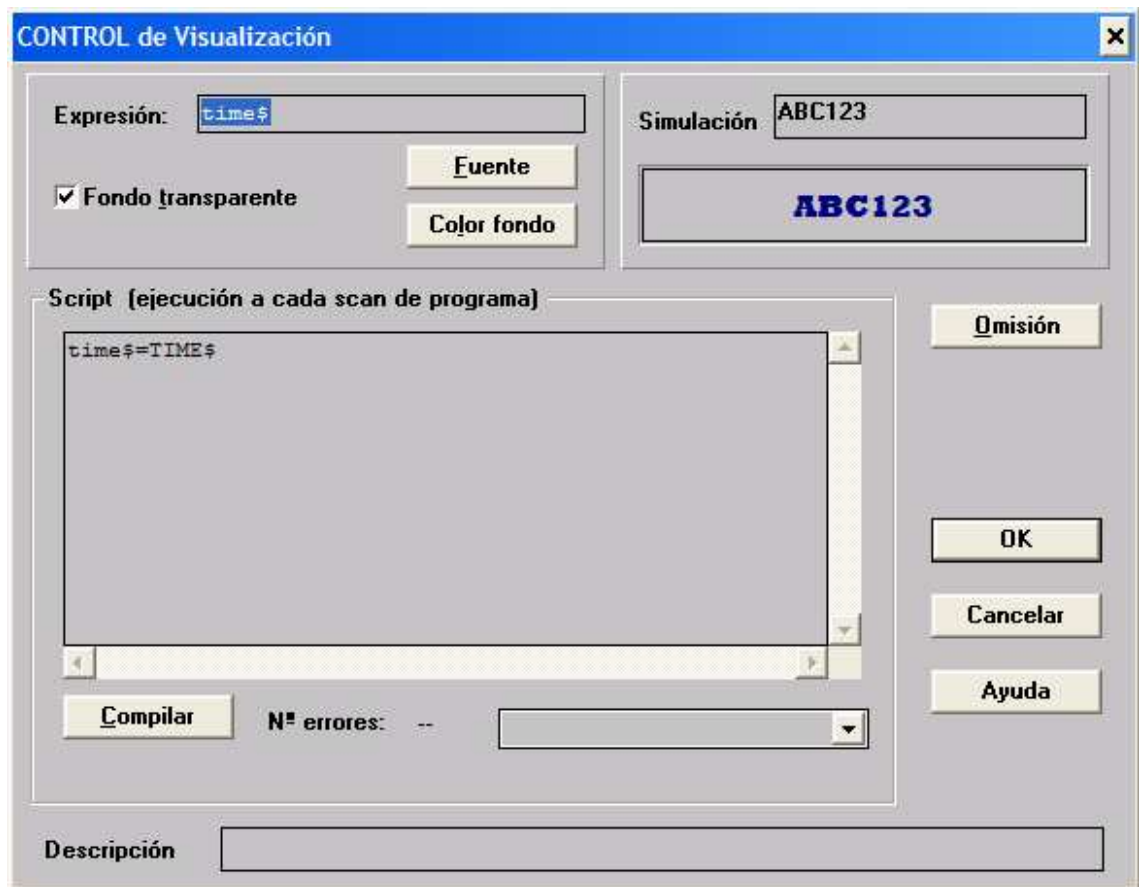 CONTROL de Visualización
Expresión: time$
Fuente
Fondo transparente
Color fondo
Simulación ABC123
ABC123
Script (ejecución a cada scan de programa)
time$=TIME$
Omisión
OK
Cancelar
Ayuda
Compilar
Nº errores: --
Descripción